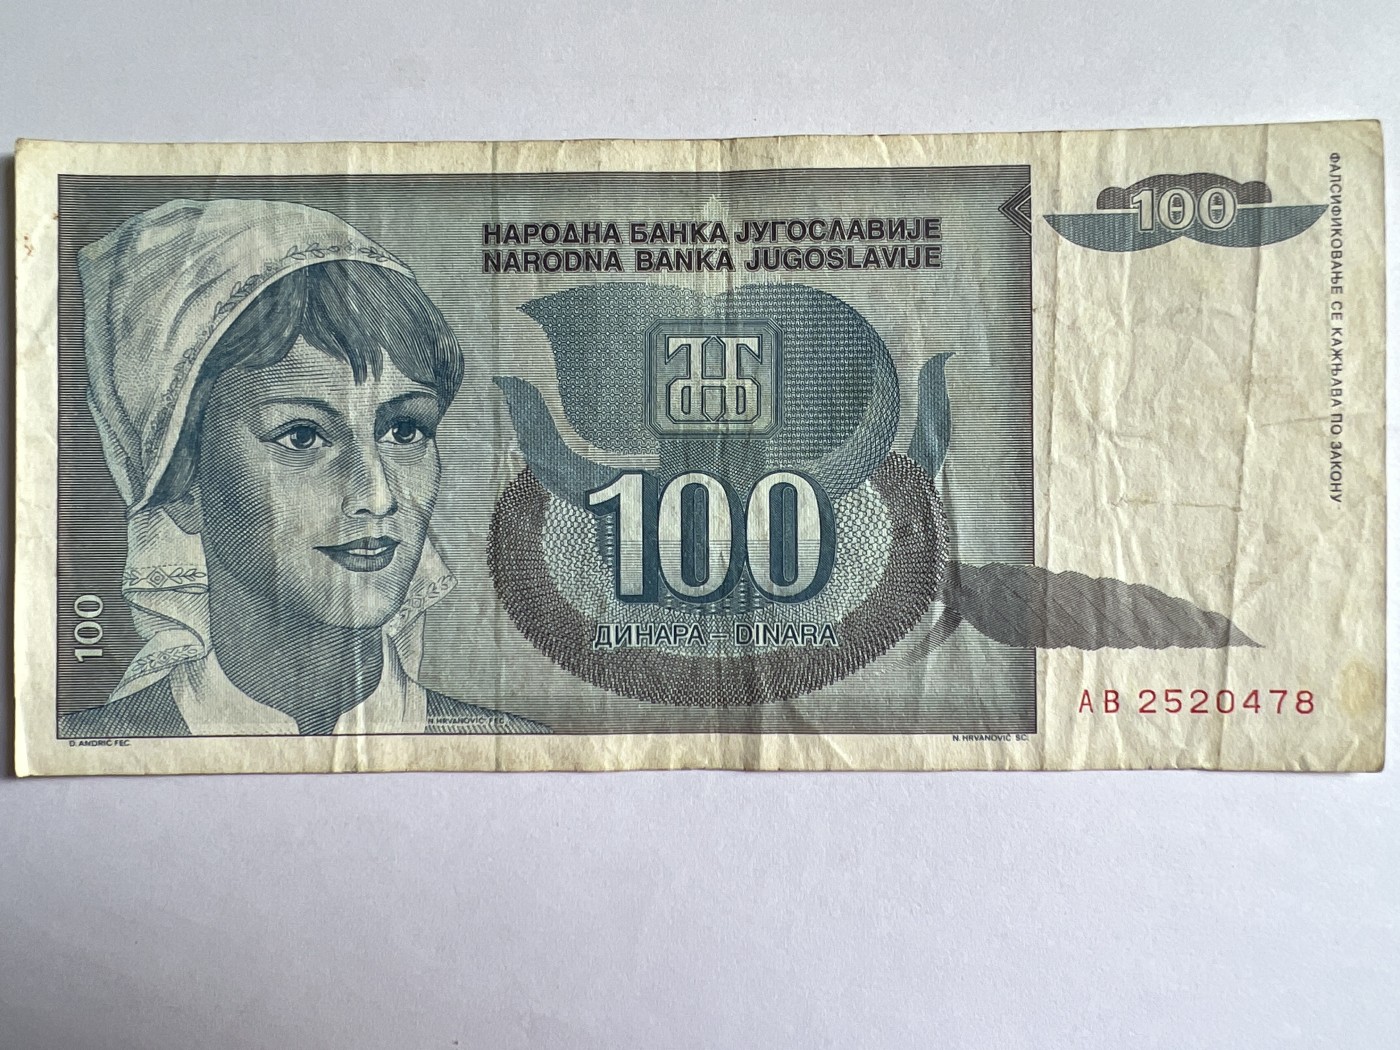 НАРОДНА БАНКА ЈУГОСЛАВИЈЕ
NARODNA BANKA JUGOSLAVIJE
100
ФАЛСИФИКОВАЊЕ СЕ КАЖЊАВА ПО ЗАКОНУ
100
ДИНАРА – DINARA
100
AB 2520478
N. HRVANOVIĆ FEC.
D. ANDRIĆ FEC.
N. HRVANOVIĆ SC.